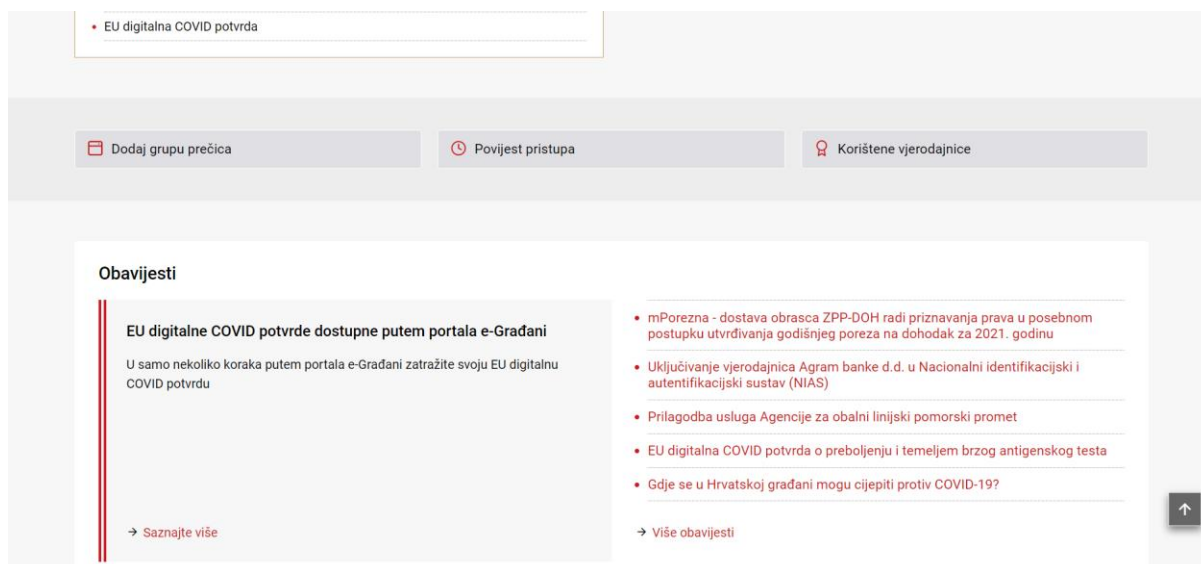 EU digitalna COVID potvrda
Dodaj grupu prečica
Povijest pristupa
Korištene vjerodajnice
Obavijesti
EU digitalne COVID potvrde dostupne putem portala e-Građani
U samo nekoliko koraka putem portala e-Građani zatražite svoju EU digitalnu
COVID potvrdu
→ Saznajte više
mPorezna - dostava obrasca ZPP-DOH radi priznavanja prava u posebnom
postupku utvrđivanja godišnjeg poreza na dohodak za 2021. godinu
Uključivanje vjerodajnica Agram banke d.d. u Nacionalni identifikacijski i
autentifikacijski sustav (NIAS)
Prilagodba usluga Agencije za obalni linijski pomorski promet
EU digitalna COVID potvrda o preboljenju i temeljem brzog antigenskog testa
Gdje se u Hrvatskoj građani mogu cijepiti protiv COVID-19?
→ Više obavijesti